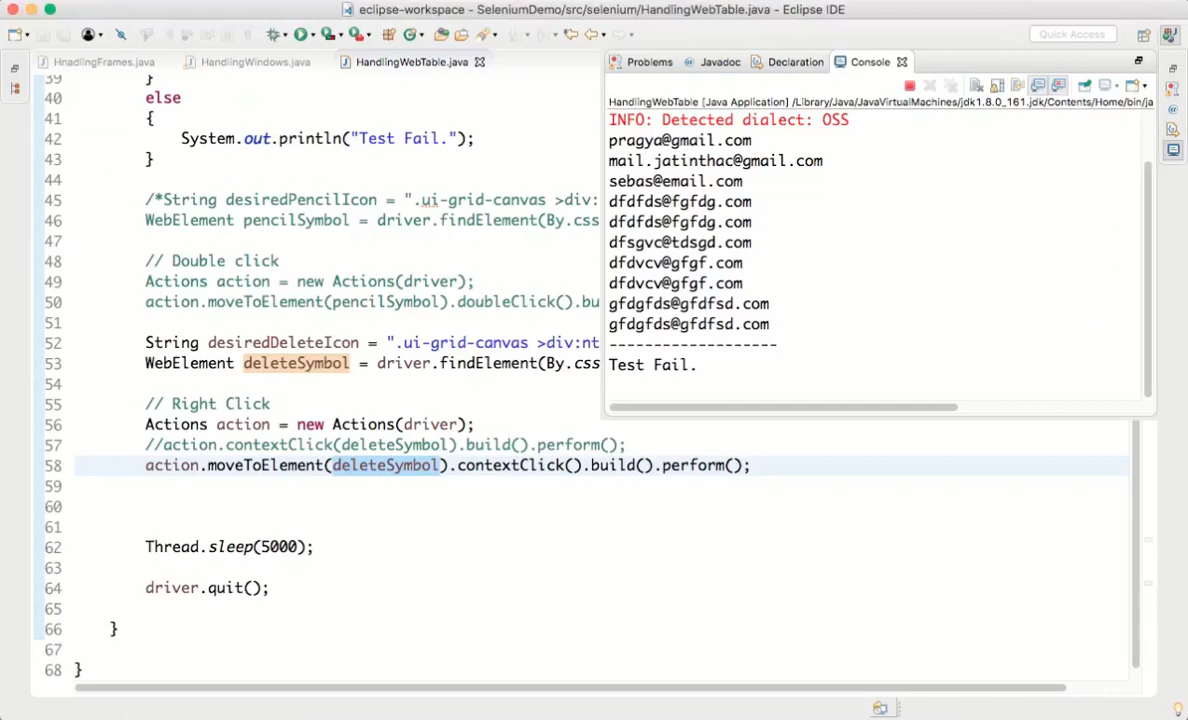 eclipse-workspace - SeleniumDemo/src/selenium/HandlingWebTable.java - Eclipse IDE
Quick Access
HnadlingFrames.java
HandlingWindows.java
HandlingWebTable.java
39 }
40 else
41 {
42 System.out.println("Test Fail.");
43 }
44
45 /*String desiredPencilIcon = ".ui-grid-canvas >div:
46 WebElement pencilSymbol = driver.findElement(By.css
47
48 // Double click
49 Actions action = new Actions(driver);
50 action.moveToElement(pencilSymbol).doubleClick().bu
51
52 String desiredDeleteIcon = ".ui-grid-canvas >div:nt
53 WebElement deleteSymbol = driver.findElement(By.css
54
55 // Right Click
56 Actions action = new Actions(driver);
57 //action.contextClick(deleteSymbol).build().perform();
58 action.moveToElement(deleteSymbol).contextClick().build().perform();
59
60
61
62 Thread.sleep(5000);
63
64 driver.quit();
65
66 }
67
68 }
Problems
Javadoc
Declaration
Console
HandlingWebTable [Java Application] /Library/Java/JavaVirtualMachines/jdk1.8.0_161.jdk/Contents/Home/bin/ja
INFO: Detected dialect: OSS
pragya@gmail.com
mail.jatinthac@gmail.com
sebas@email.com
dfdfds@fgfdg.com
dfdfds@fgfdg.com
dfsgvc@tdsgd.com
dfdvcv@gfgf.com
dfdvcv@gfgf.com
gfdgfds@gfdfsd.com
gfdgfds@gfdfsd.com
-------------------
Test Fail.